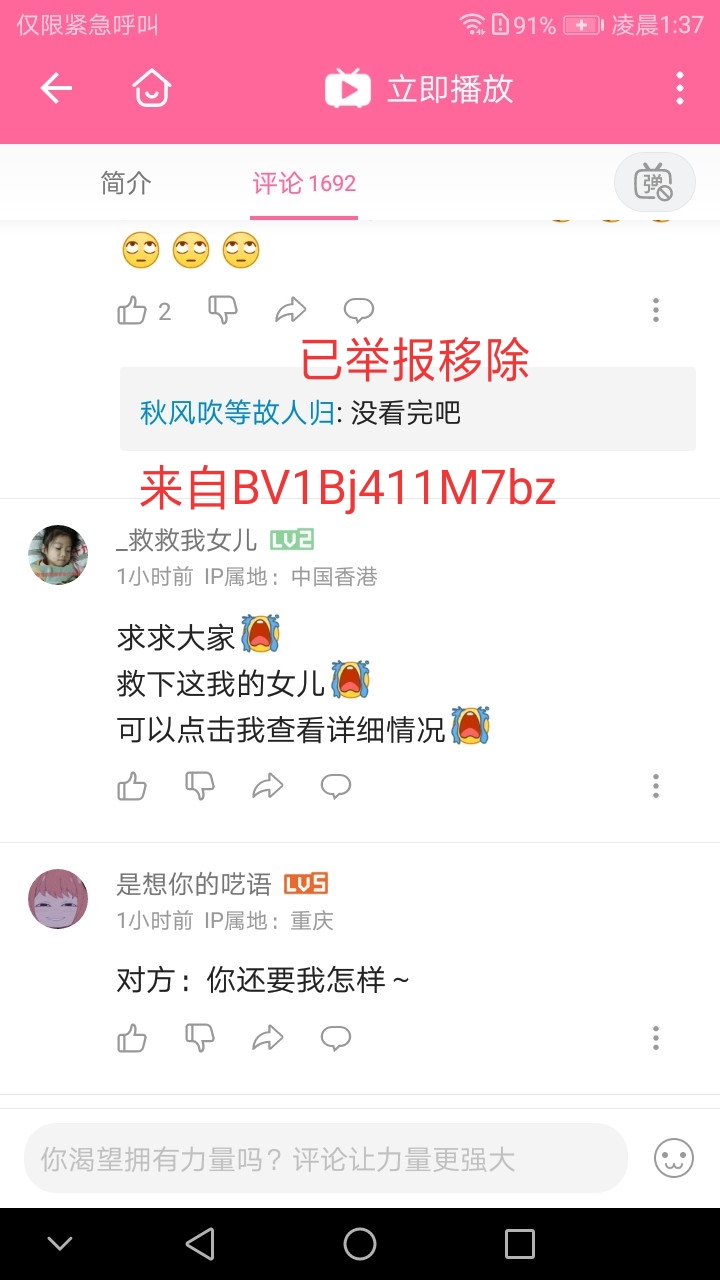 仅限紧急呼叫
91%
凌晨1:37
立即播放
简介
评论 1692
弹
2
已举报移除
秋风吹等故人归: 没看完吧
来自BV1Bj411M7bz
_救救我女儿 LV2
1小时前 IP属地：中国香港
求求大家
救下这我的女儿
可以点击我查看详细情况
是想你的呓语 LV5
1小时前 IP属地：重庆
对方：你还要我怎样～
你渴望拥有力量吗？评论让力量更强大